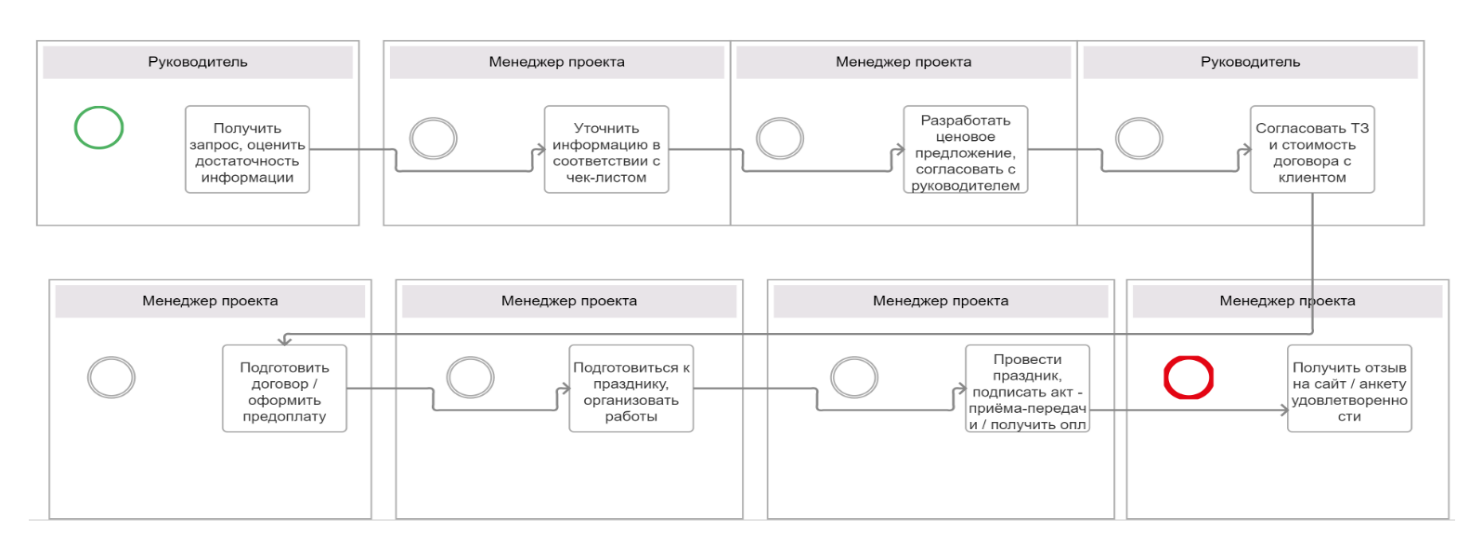 Руководитель
Менеджер проекта
Менеджер проекта
Руководитель
Получить
запрос, оценить
достаточность
информации
Уточнить
информацию в
соответствии с
чек-листом
Разработать
ценовое
предложение,
согласовать с
руководителем
Согласовать ТЗ
и стоимость
договора с
клиентом
Менеджер проекта
Менеджер проекта
Менеджер проекта
Менеджер проекта
Подготовить
договор /
оформить
предоплату
Подготовиться к
празднику,
организовать
работы
Провести
праздник,
подписать акт -
приёма-передач
и / получить опл
Получить отзыв
на сайт / анкету
удовлетворенно
сти